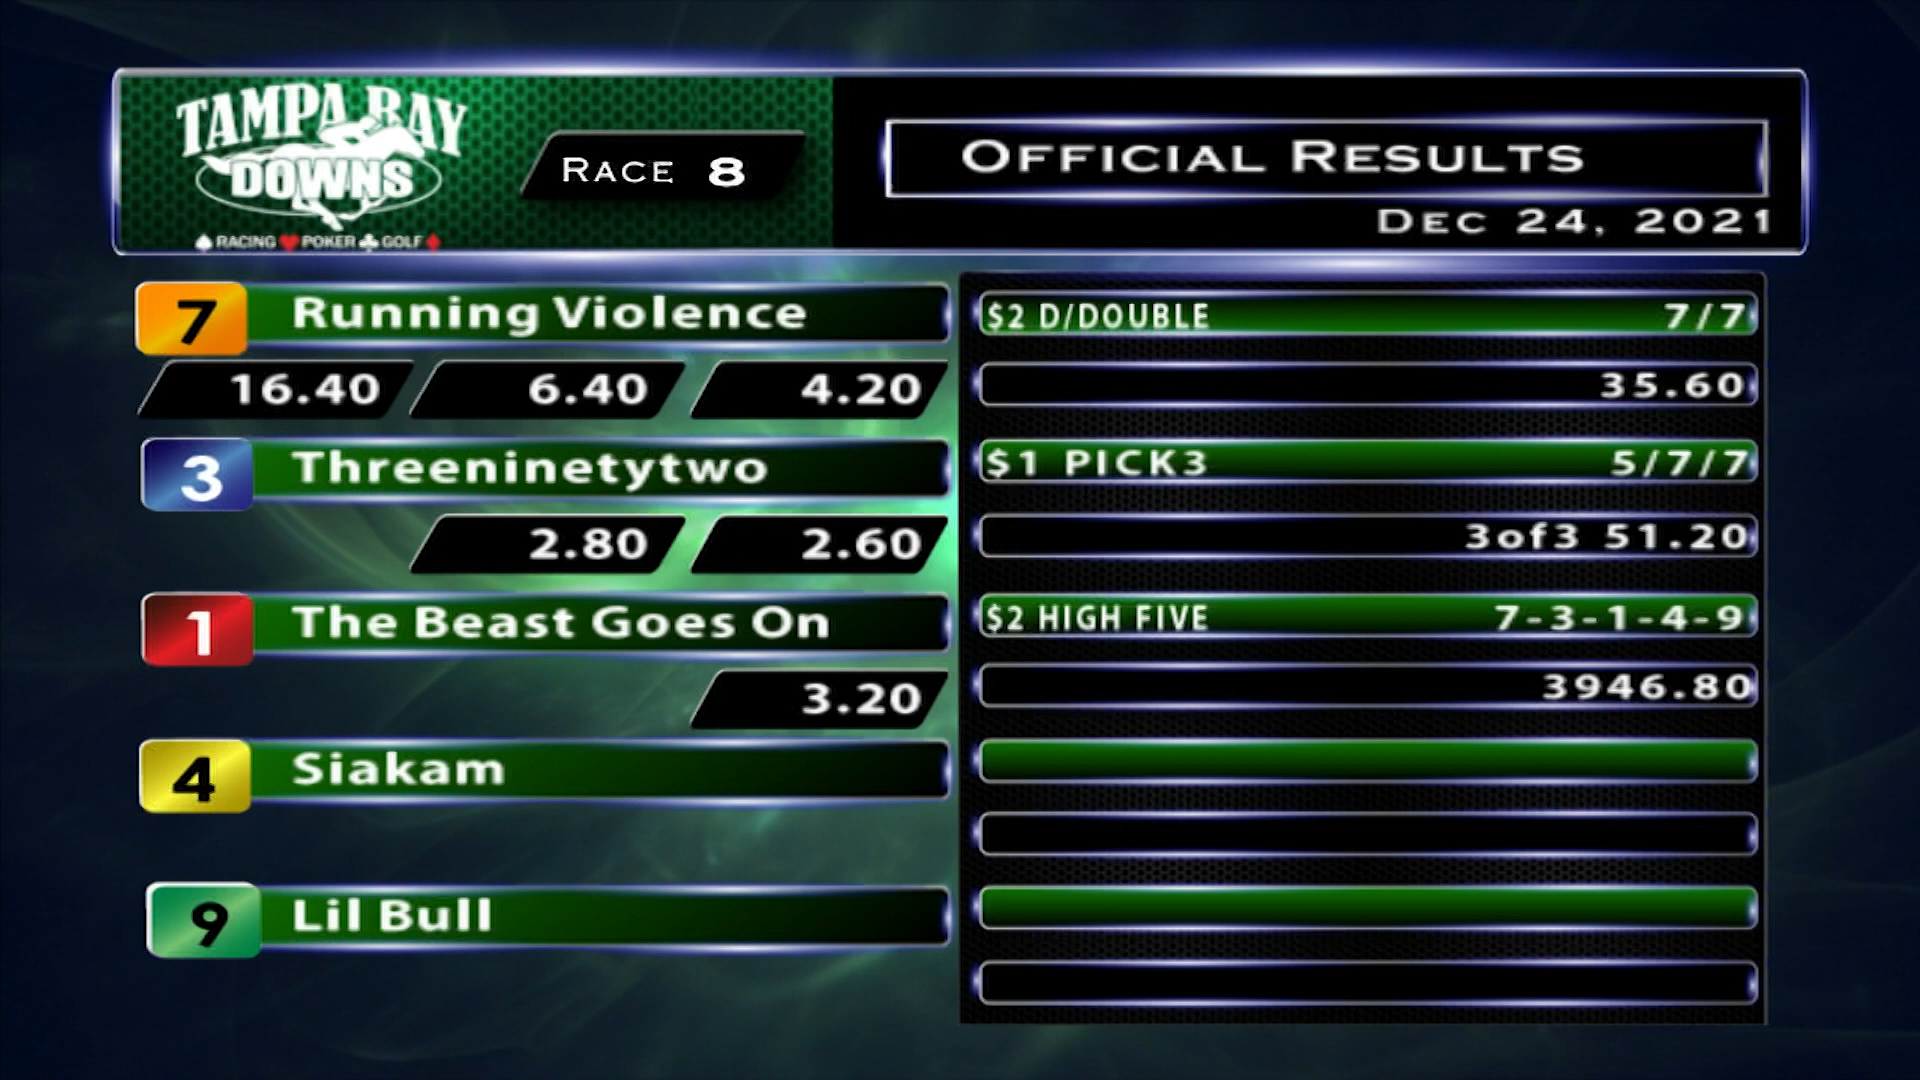 TAMPA BAY
DOWNS
RACING POKER GOLF
RACE 8
OFFICIAL RESULTS
DEC 24, 2021
7 Running Violence
16.40 6.40 4.20
3 Threeninetytwo
2.80 2.60
1 The Beast Goes On
3.20
4 Siakam
9 Lil Bull
$2 D/DOUBLE 7/7
35.60
$1 PICK3 5/7/7
3of3 51.20
$2 HIGH FIVE 7-3-1-4-9
3946.80